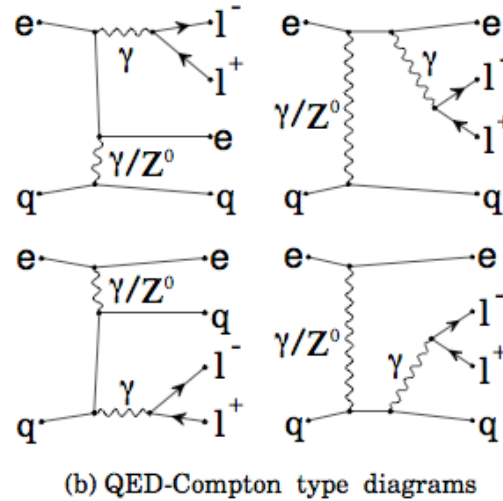 e γ l⁻ e e
l⁺ γ l⁻
e γ/Z⁰ l⁺
γ/Z⁰
q q q q
e e e e
γ/Z⁰ l⁻
q γ/Z⁰
l⁻ γ l⁺
γ
q l⁺ q q
(b) QED-Compton type diagrams